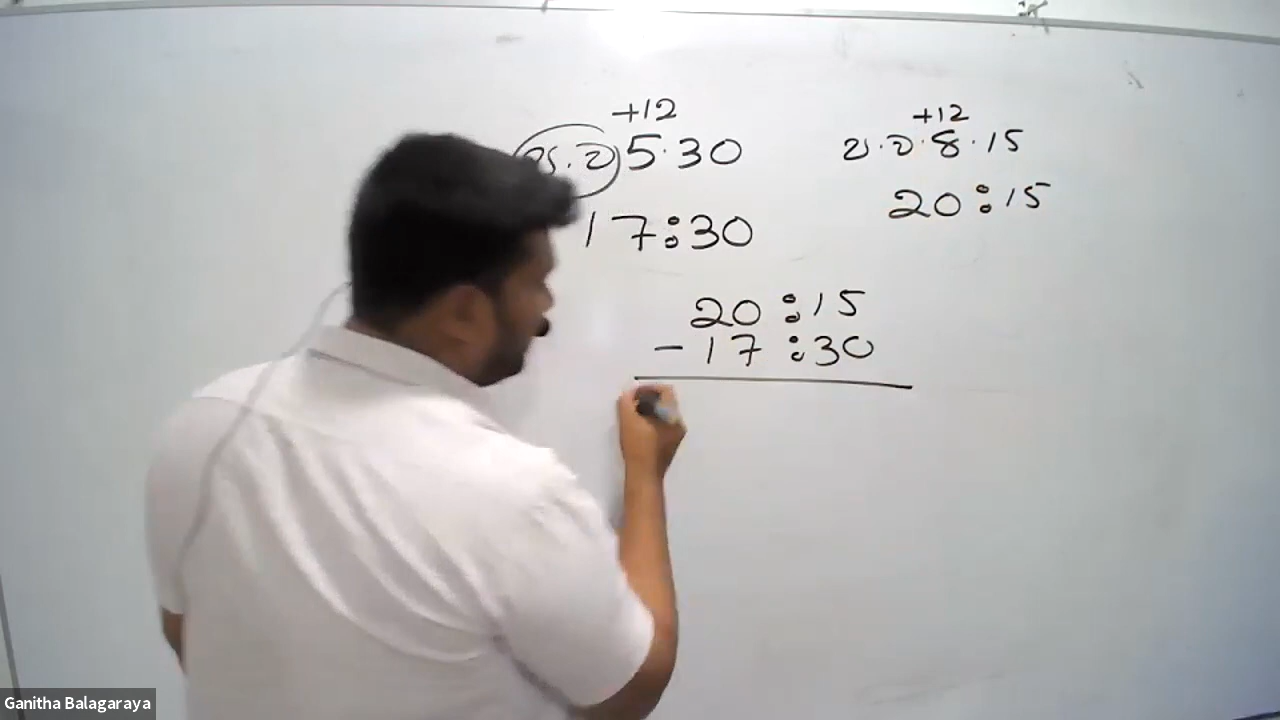 +12
ප.ව 5.30
17:30
+12
ප.ව.8.15
20:15
20:15
-17:30
Ganitha Balagaraya